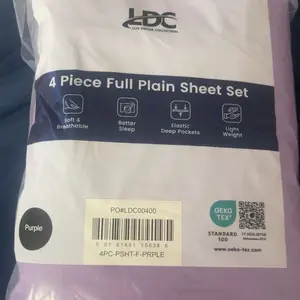 LDC
4 Piece Full Plain Sheet Set
Soft &
Breathable
Better
Sleep
Elastic
Deep Pockets
Light
Weight
Purple
PO#LDC00400
4PC-PSHT-F-PRPLE
OEKO
TEX®
STANDARD
100
www.oeko-tex.com